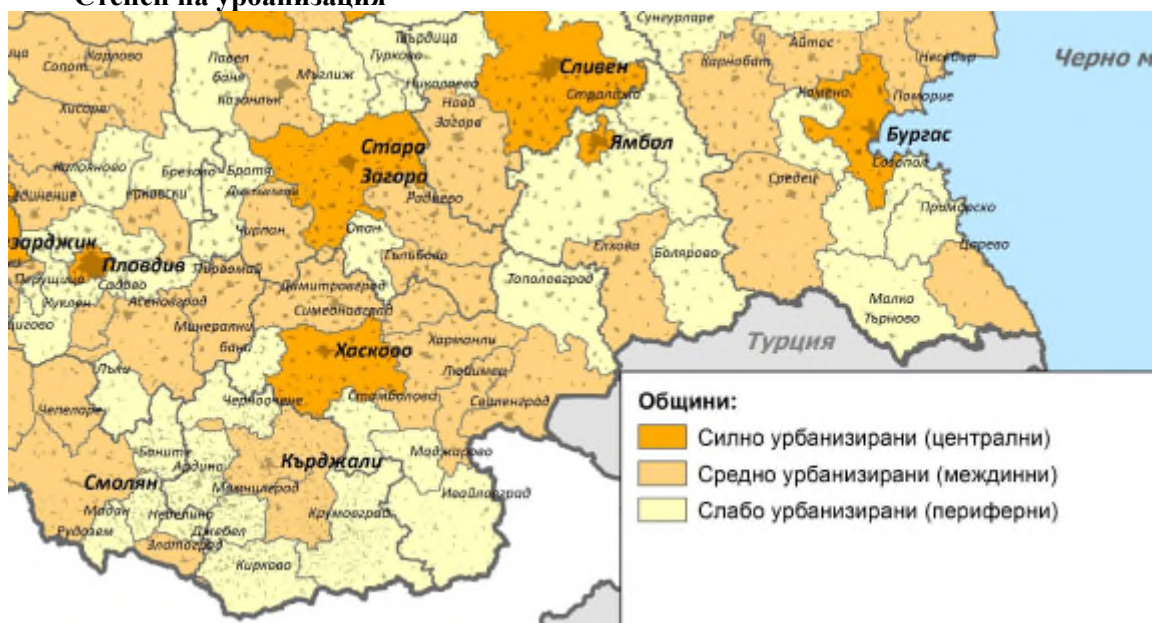 Степен на урбанизация
Сунгурларе
Твърдица
Айтос
Карлово
Павел баня
Гурково
Сливен
Карнобат
Несебър
Черно м
Сопот
Мъглиж
Николаево
Казанлък
Стралджа
Камено
Поморие
Хисаря
Нова Загора
Ямбол
Бургас
Стара Загора
Калояново
Брезово
Братя Даскалови
Созопол
Раковски
Средец
единение
Раднево
Приморско
Чирпан
Опан
Царево
азарджик
Елхово
Болярово
Гълъбово
Пловдив
Първомай
Тополовград
Перущица
Садово
Димитровград
Малко Търново
Куклен
Асеновград
Симеоновград
Минерални бани
Турция
Хасково
Харманли
Лъки
Любимец
Черноочене
Стамболово
Чепеларе
Свиленград
Баните
Ардино
Кърджали
Маджарово
Смолян
Момчилград
Ивайловград
Мадан
Неделино
Крумовград
Рудозем
Джебел
Златоград
Кирково
Общини:
Силно урбанизирани (централни)
Средно урбанизирани (междинни)
Слабо урбанизирани (периферни)